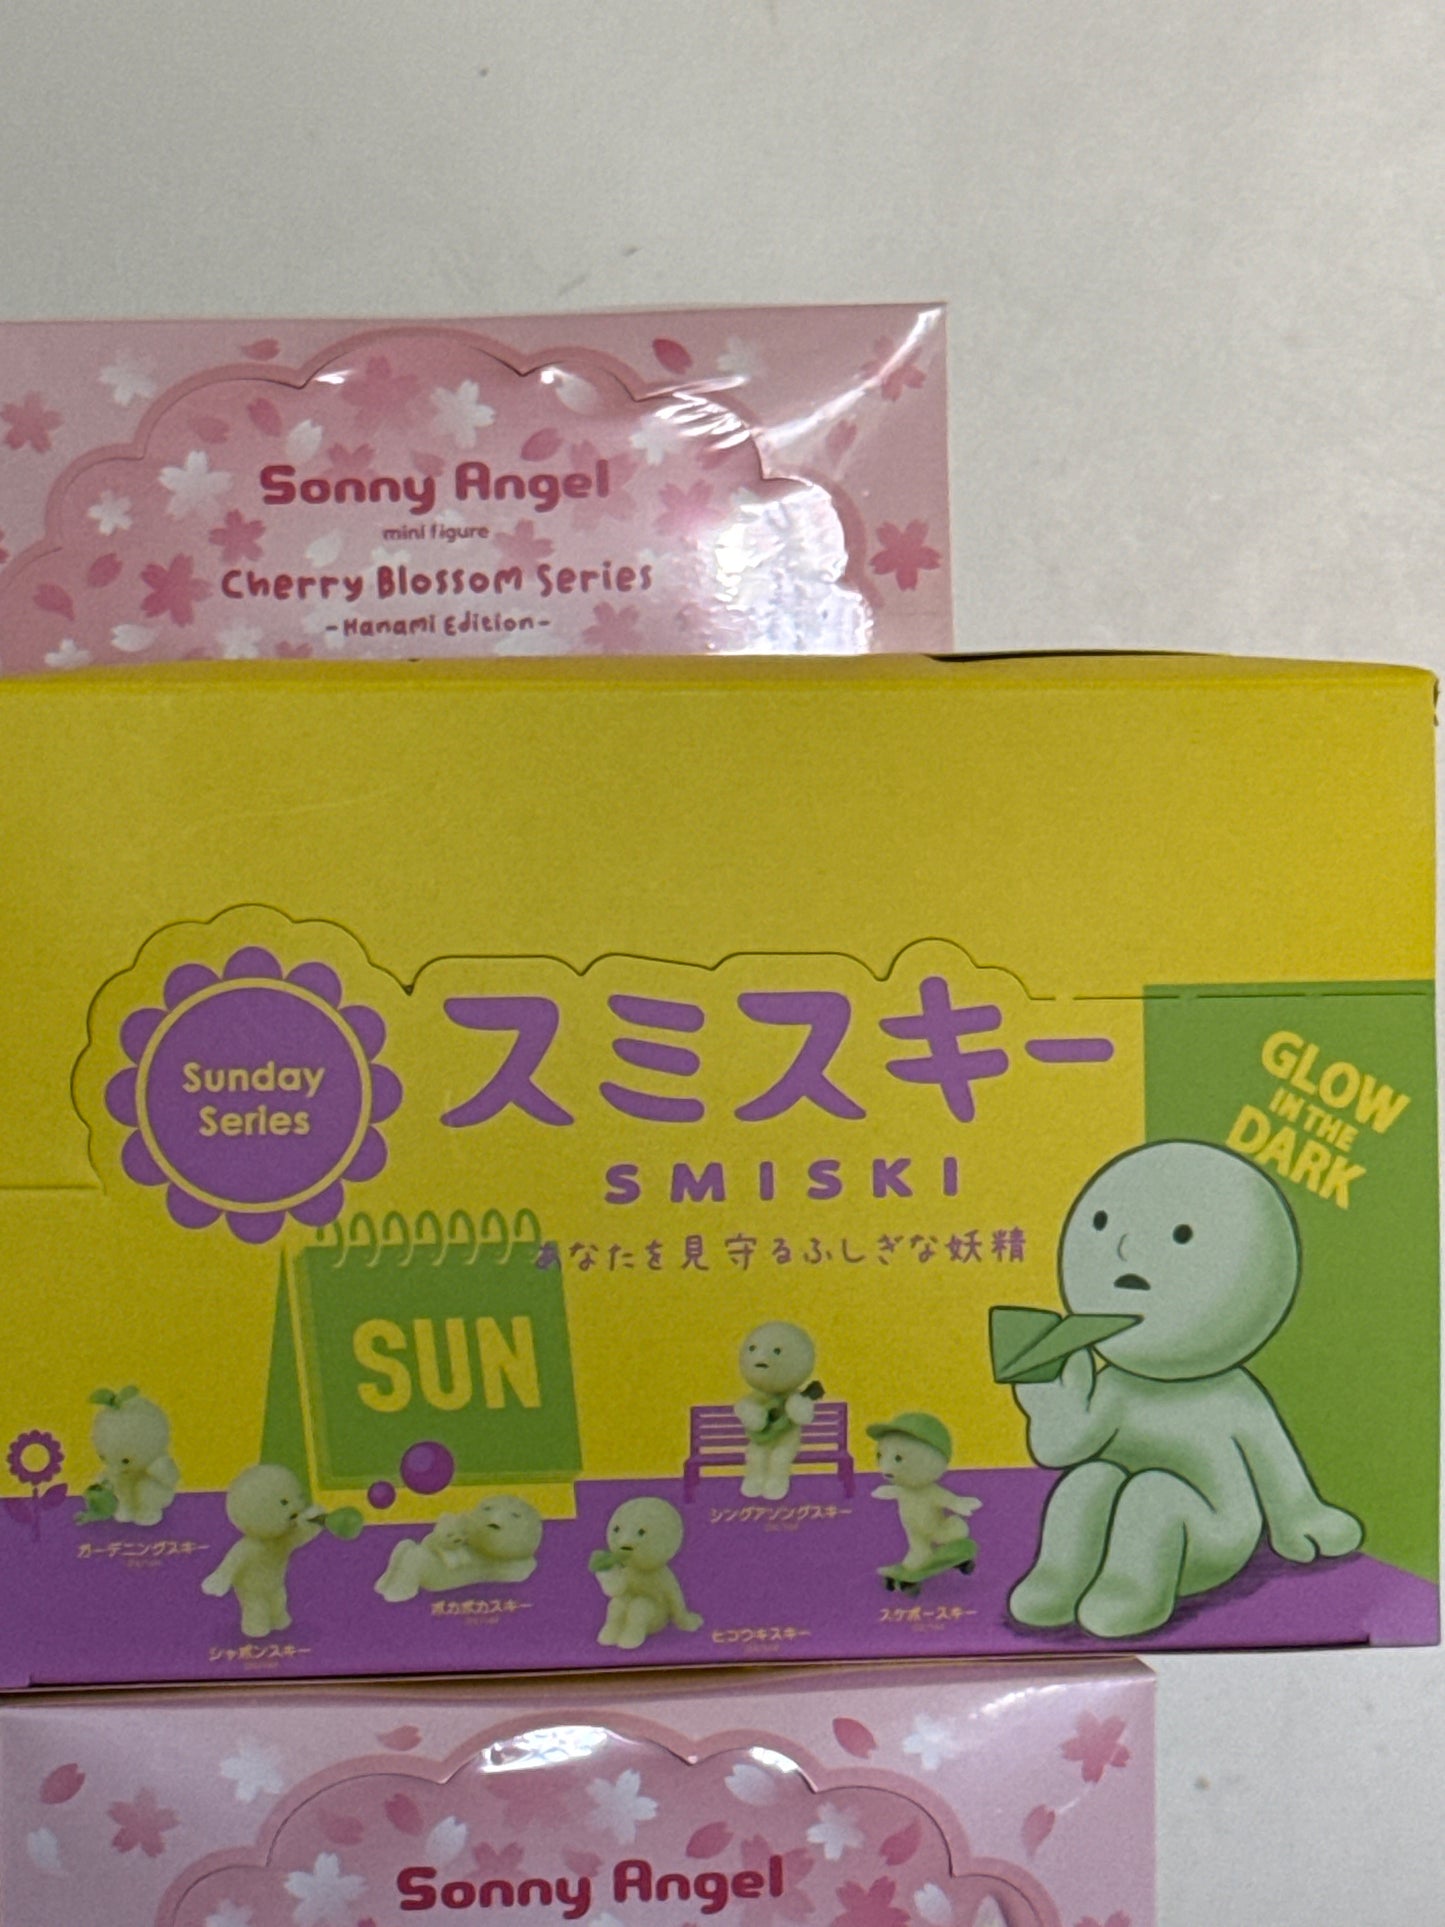 Sonny Angel
mini figure
Cherry Blossom Series
-Hanami Edition-
Sunday
Series
スミスキー
SMISKI
あなたを見守るふしぎな妖精
GLOW
IN THE
DARK
SUN
シングアソングスキー
ガーデニングスキー
ポカポカスキー
スケボースキー
ヒコウキスキー
シャボンスキー
Sonny Angel